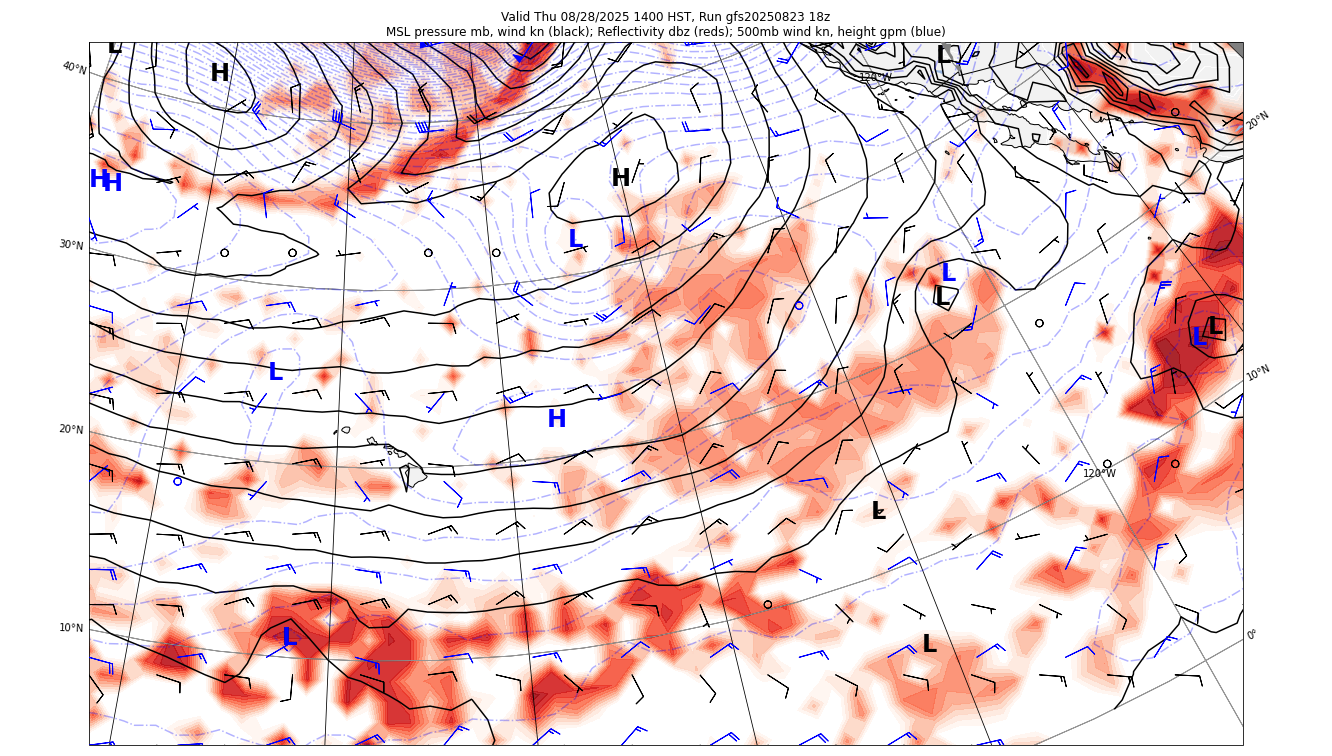 Valid Thu 08/28/2025 1400 HST, Run gfs20250823 18z
MSL pressure mb, wind kn (black); Reflectivity dbz (reds); 500mb wind kn, height gpm (blue)
L
L
40°N
H
120°W
20°N
H
H
H
L
30°N
L
L
L
L
L
10°N
H
20°N
120°W
L
10°N
L
L
0°